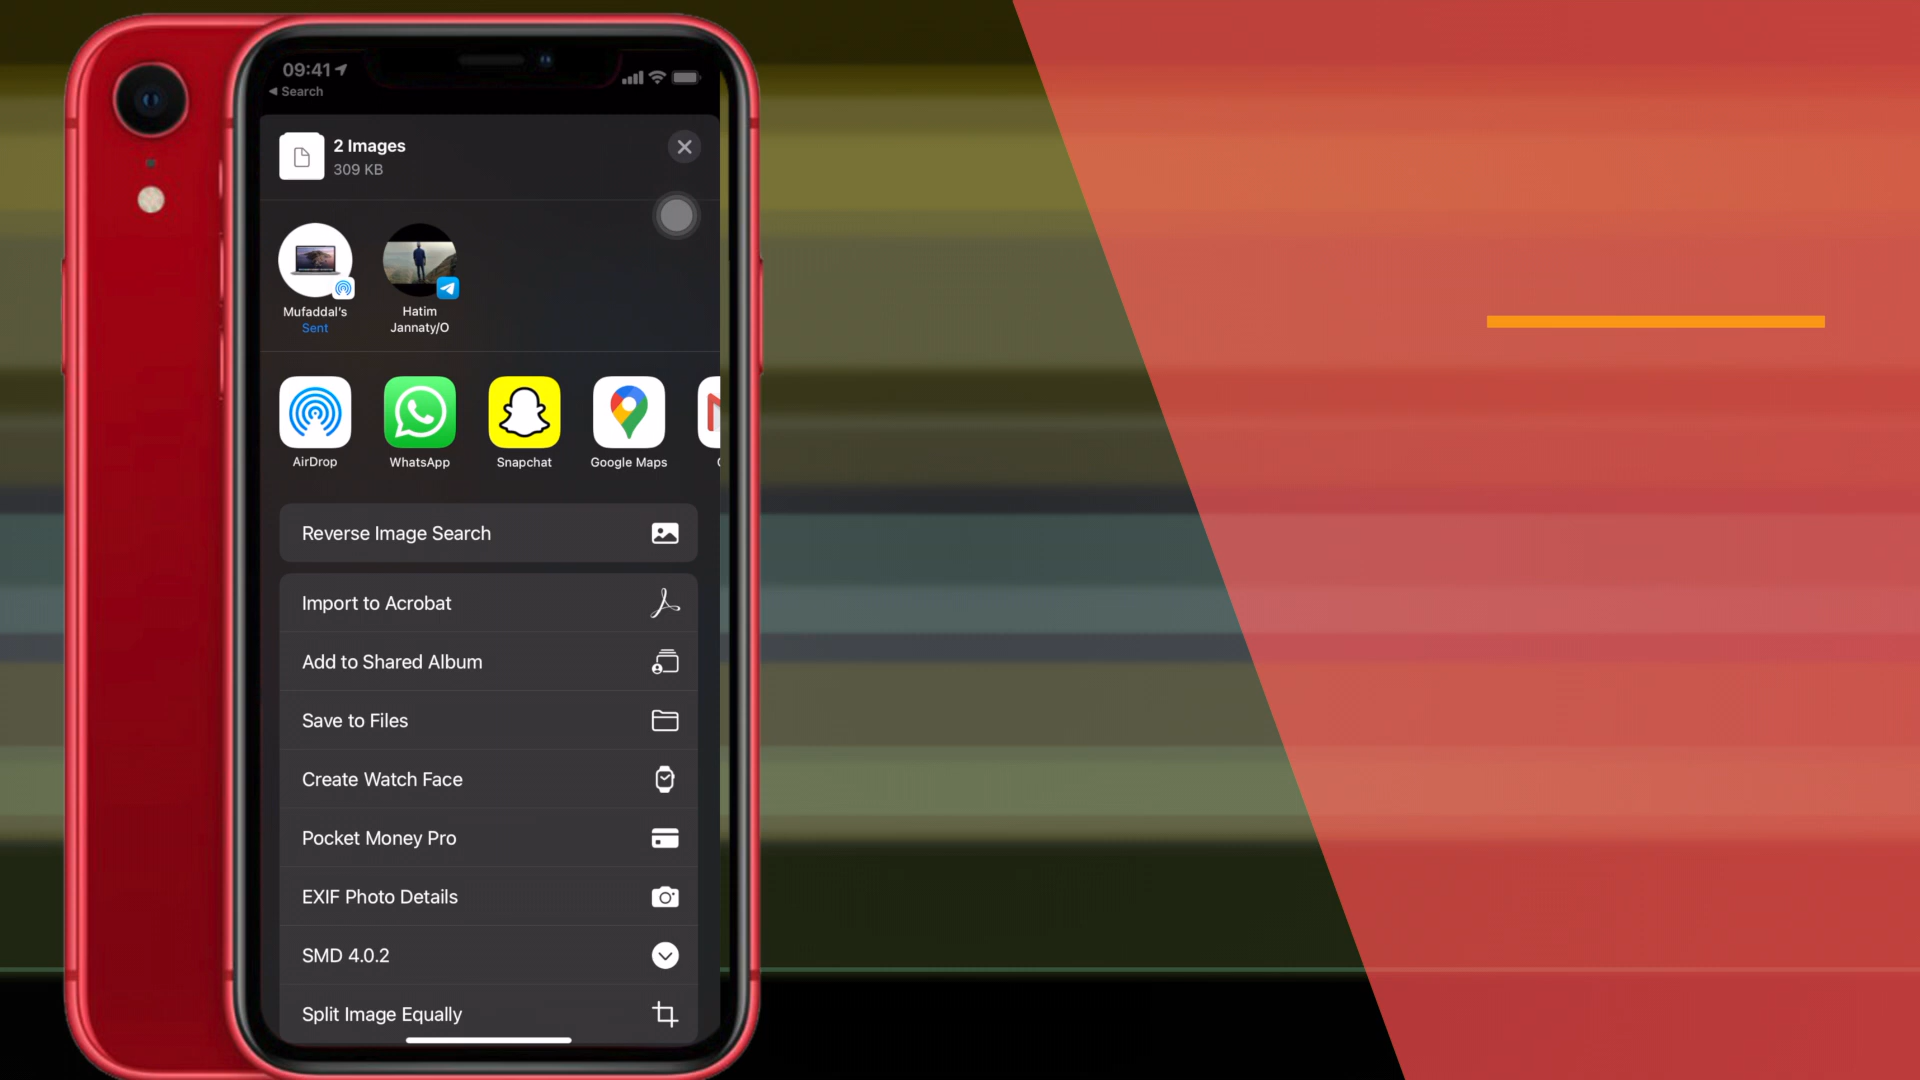 09:41
Search
2 Images
309 KB
Mufaddal's
Sent
Hatim
Jannaty/O
AirDrop
WhatsApp
Snapchat
Google Maps
Reverse Image Search
Import to Acrobat
Add to Shared Album
Save to Files
Create Watch Face
Pocket Money Pro
EXIF Photo Details
SMD 4.0.2
Split Image Equally